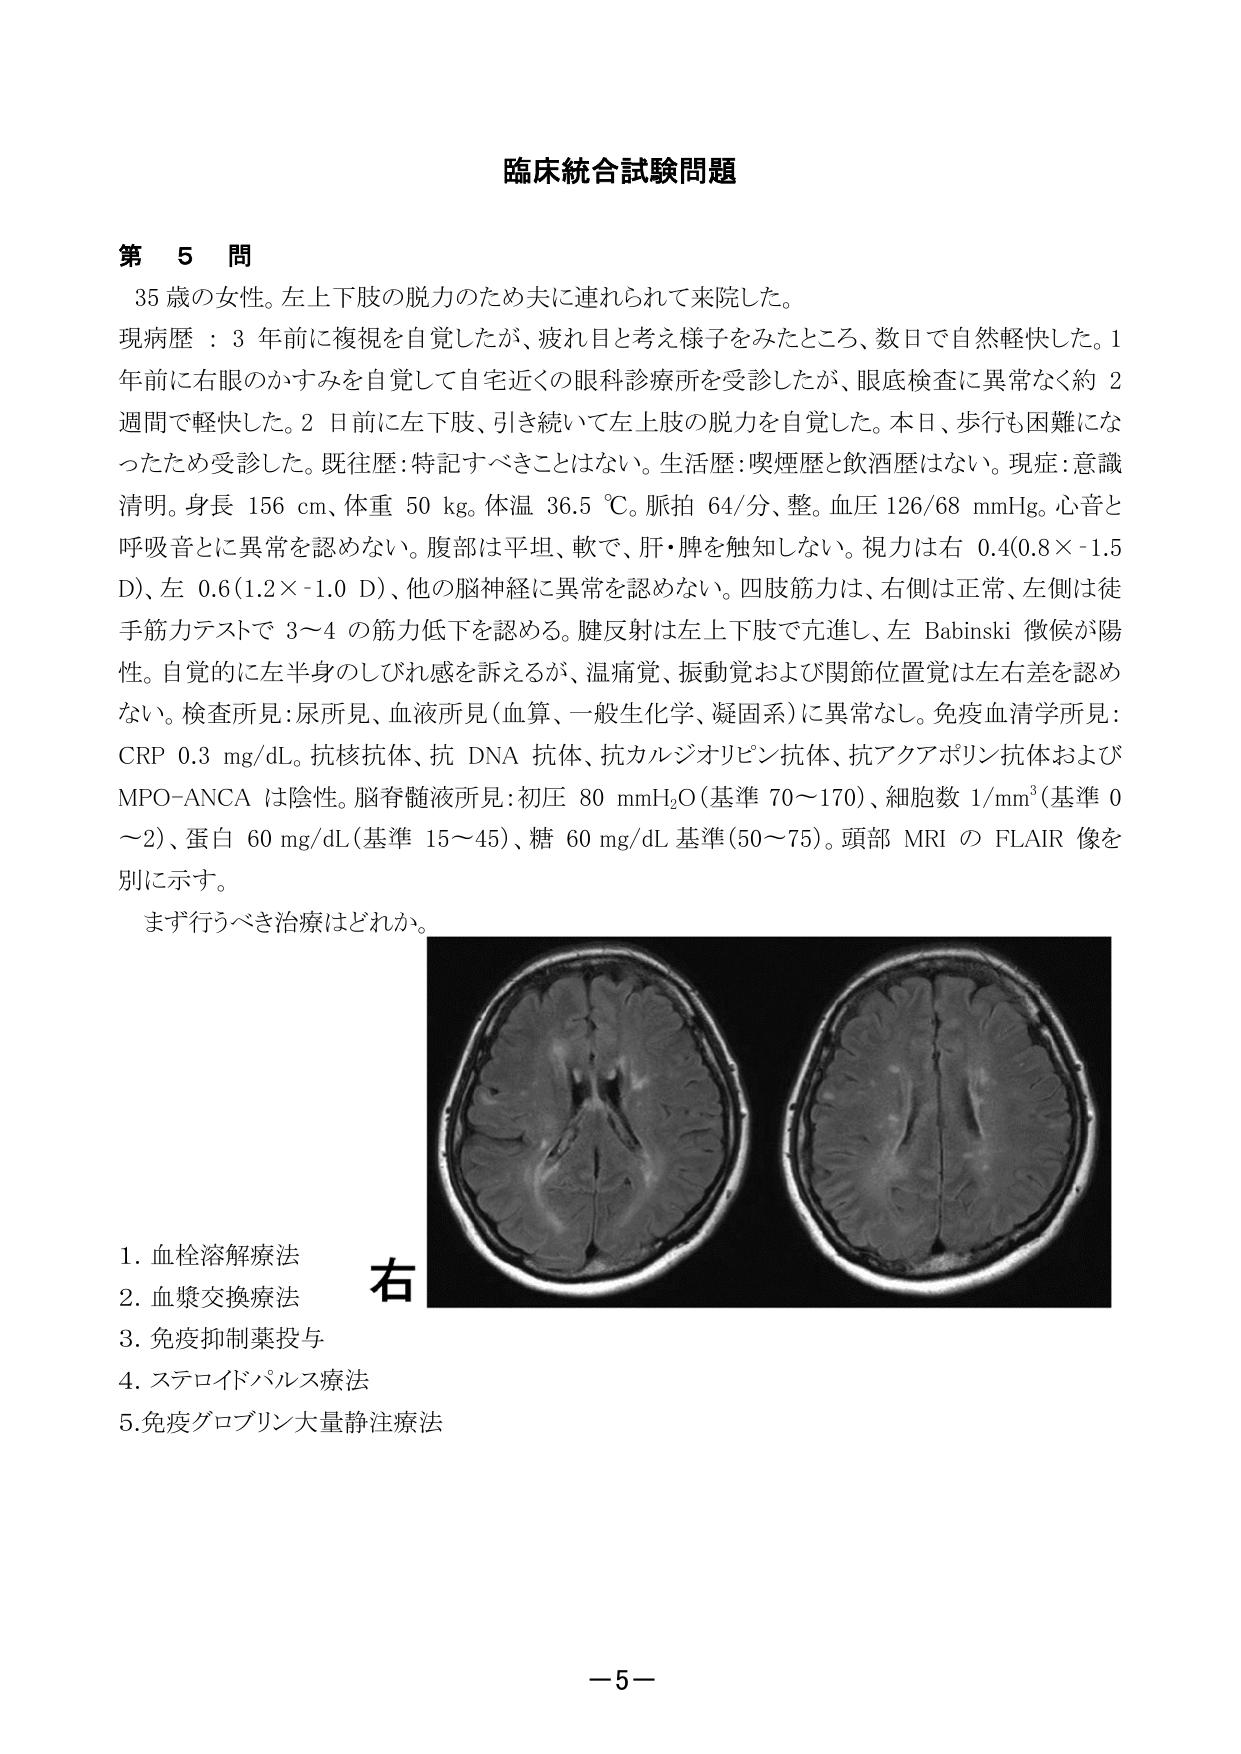 臨床統合試験問題
第 5 問
35 歳の女性。左上下肢の脱力のため夫に連れられて来院した。
現病歴 : 3 年前に複視を自覚したが、疲れ目と考え様子をみたところ、数日で自然軽快した。1
年前に右眼のかすみを自覚して自宅近くの眼科診療所を受診したが、眼底検査に異常なく約 2
週間で軽快した。2 日前に左下肢、引き続いて左上肢の脱力を自覚した。本日、歩行も困難にな
ったため受診した。既往歴:特記すべきことはない。生活歴:喫煙歴と飲酒歴はない。現症:意識
清明。身長 156 cm、体重 50 kg。体温 36.5 ℃。脈拍 64/分、整。血圧 126/68 mmHg。心音と
呼吸音とに異常を認めない。腹部は平坦、軟で、肝・脾を触知しない。視力は右 0.4(0.8×-1.5
D)、左 0.6(1.2×-1.0 D)、他の脳神経に異常を認めない。四肢筋力は、右側は正常、左側は徒
手筋力テストで 3～4 の筋力低下を認める。腱反射は左上下肢で亢進し、左 Babinski 徴候が陽
性。自覚的に左半身のしびれ感を訴えるが、温痛覚、振動覚および関節位置覚は左右差を認め
ない。検査所見:尿所見、血液所見(血算、一般生化学、凝固系)に異常なし。免疫血清学所見:
CRP 0.3 mg/dL。抗核抗体、抗 DNA 抗体、抗カルジオリピン抗体、抗アクアポリン抗体および
MPO-ANCA は陰性。脳脊髄液所見:初圧 80 mmH₂O(基準 70～170)、細胞数 1/mm³(基準 0
～2)、蛋白 60 mg/dL(基準 15～45)、糖 60 mg/dL 基準(50～75)。頭部 MRI の FLAIR 像を
別に示す。
まず行うべき治療はどれか。
1. 血栓溶解療法
右
2. 血漿交換療法
3. 免疫抑制薬投与
4. ステロイドパルス療法
5.免疫グロブリン大量静注療法
－5－